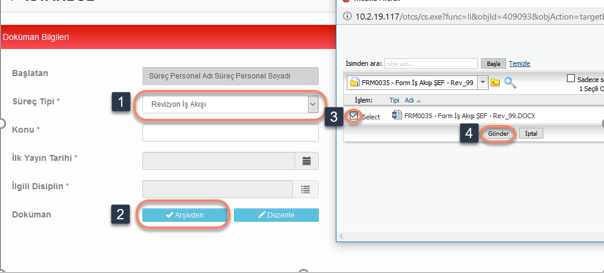 Doküman Bilgileri
Başlatan
Süreç Personel Adı Süreç Personel Soyadı
Süreç Tipi *
1
Revizyon İş Akışı
Konu *
İlk Yayın Tarihi *
İlgili Disiplin *
Doküman
2
Arşivden
Düzenle
10.2.19.117/otcs/cs.exe?func=ll&objId=409093&objAction=target
İsimden ara:
obje adı...
Başla
Temizle
FRM0035 - Form İş Akışı ŞEF - Rev_99
Sadece s
1 Seçili O
İşlem:
Tipi
Adı
3
Select
FRM0035 - Form İş Akışı ŞEF - Rev_99.DOCX
4
Gönder
İptal